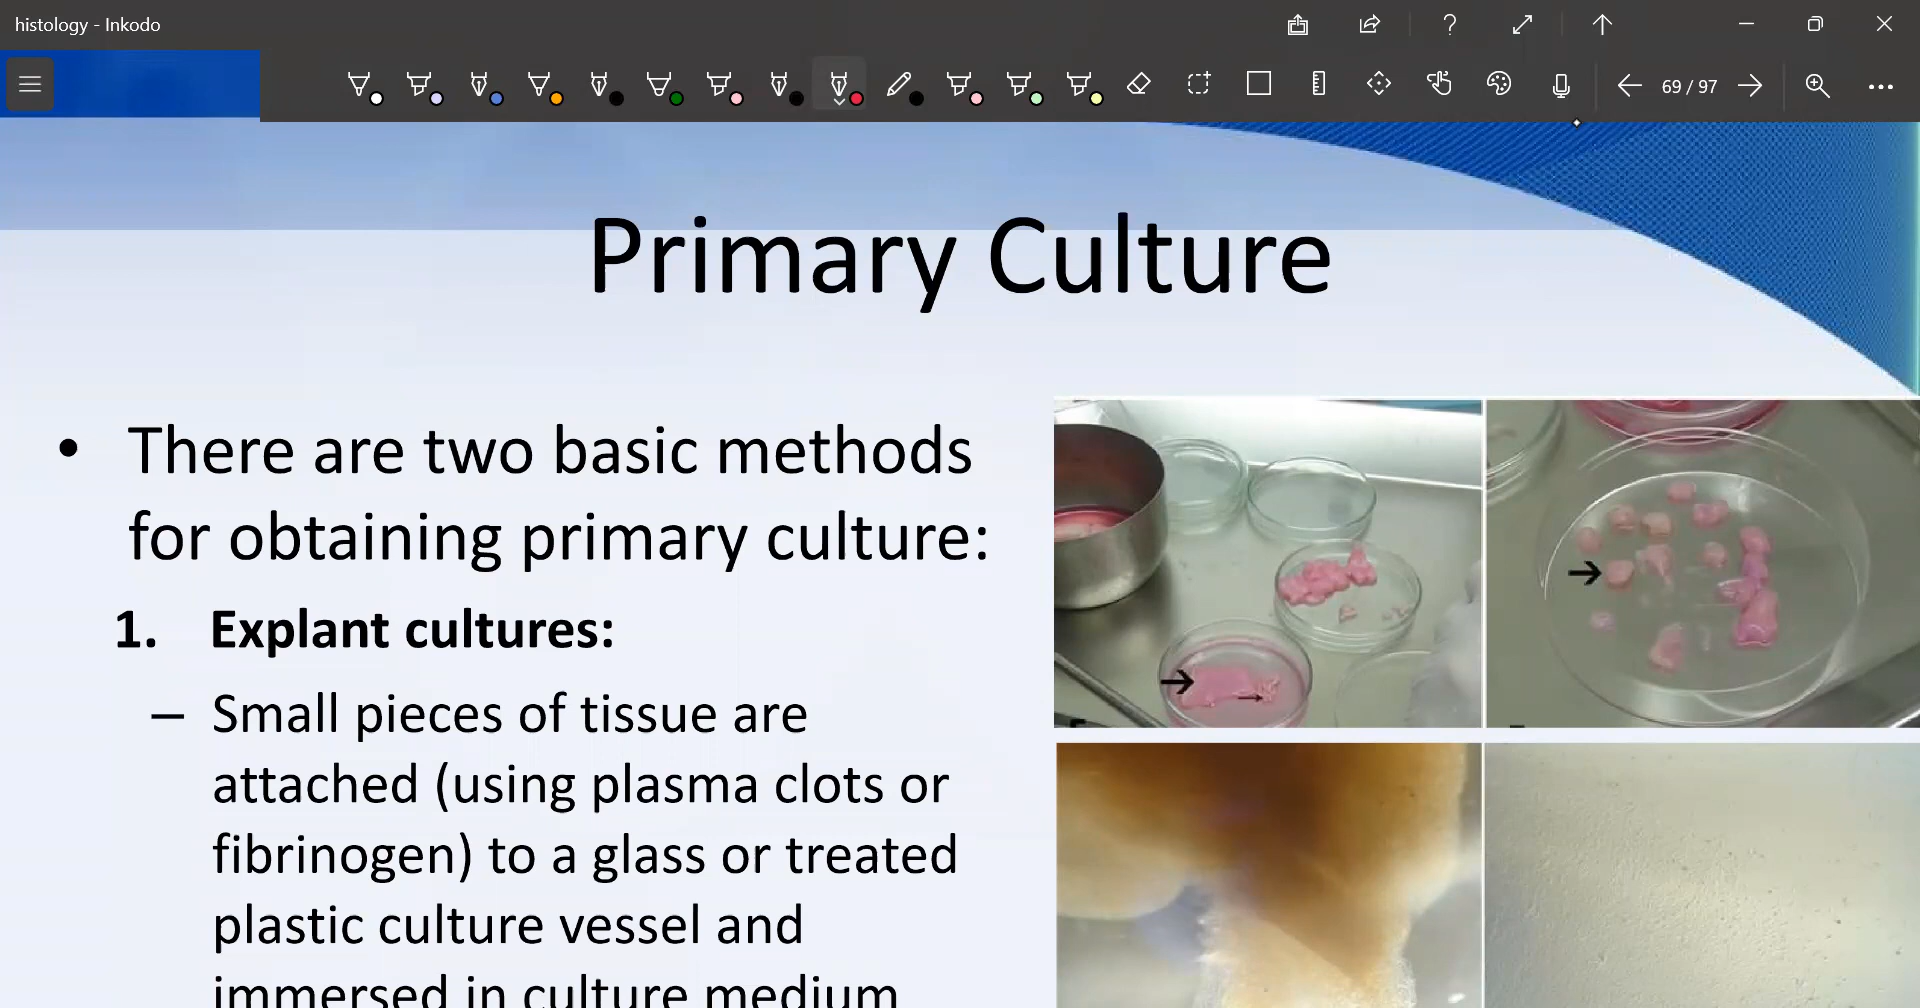 histology - Inkodo
69 / 97
Primary Culture
• There are two basic methods
for obtaining primary culture:
1. Explant cultures:
– Small pieces of tissue are
attached (using plasma clots or
fibrinogen) to a glass or treated
plastic culture vessel and
immersed in culture medium